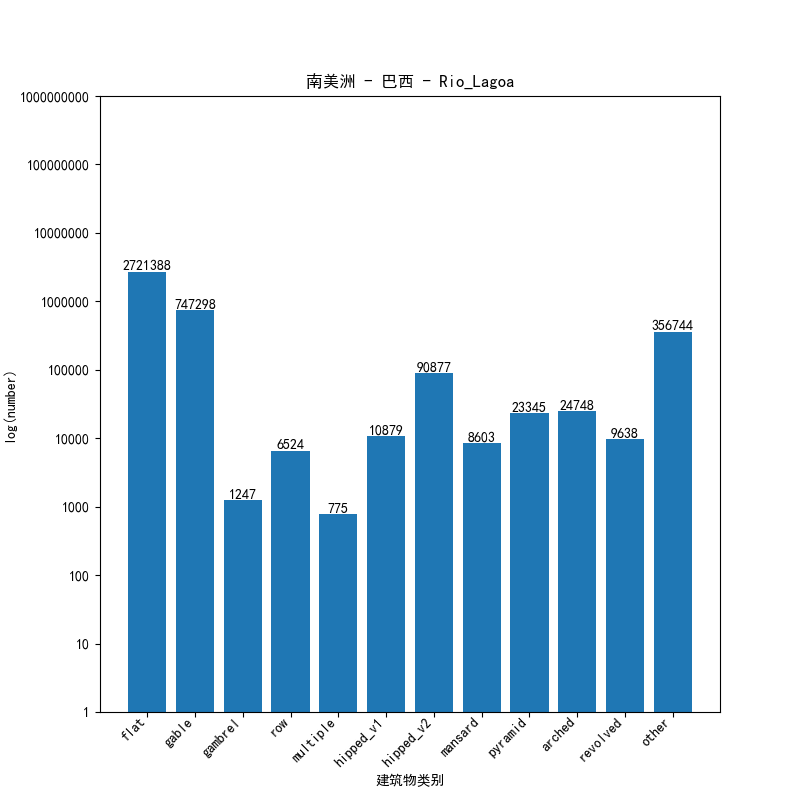 南美洲 - 巴西 - Rio_Lagoa
1000000000
100000000
10000000
1000000
100000
10000
1000
100
10
1
log(number)
2721388
747298
1247
6524
775
10879
90877
8603
23345
24748
9638
356744
flat
gable
gambrel
row
multiple
hipped_v1
hipped_v2
mansard
pyramid
arched
revolved
other
建筑物类别